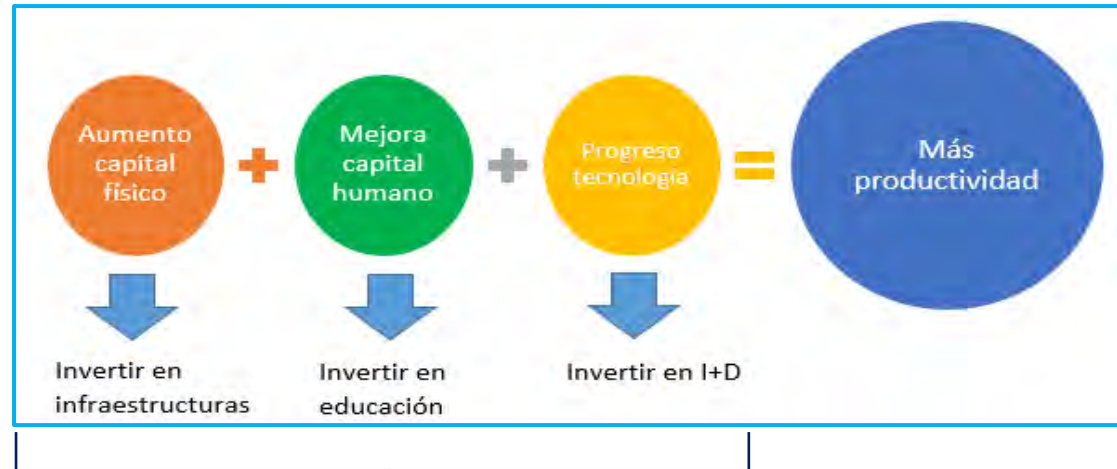 Aumento
capital
físico
Mejora
capital
humano
Progreso
tecnología
Más
productividad
Invertir en
infraestructuras
Invertir en
educación
Invertir en I+D